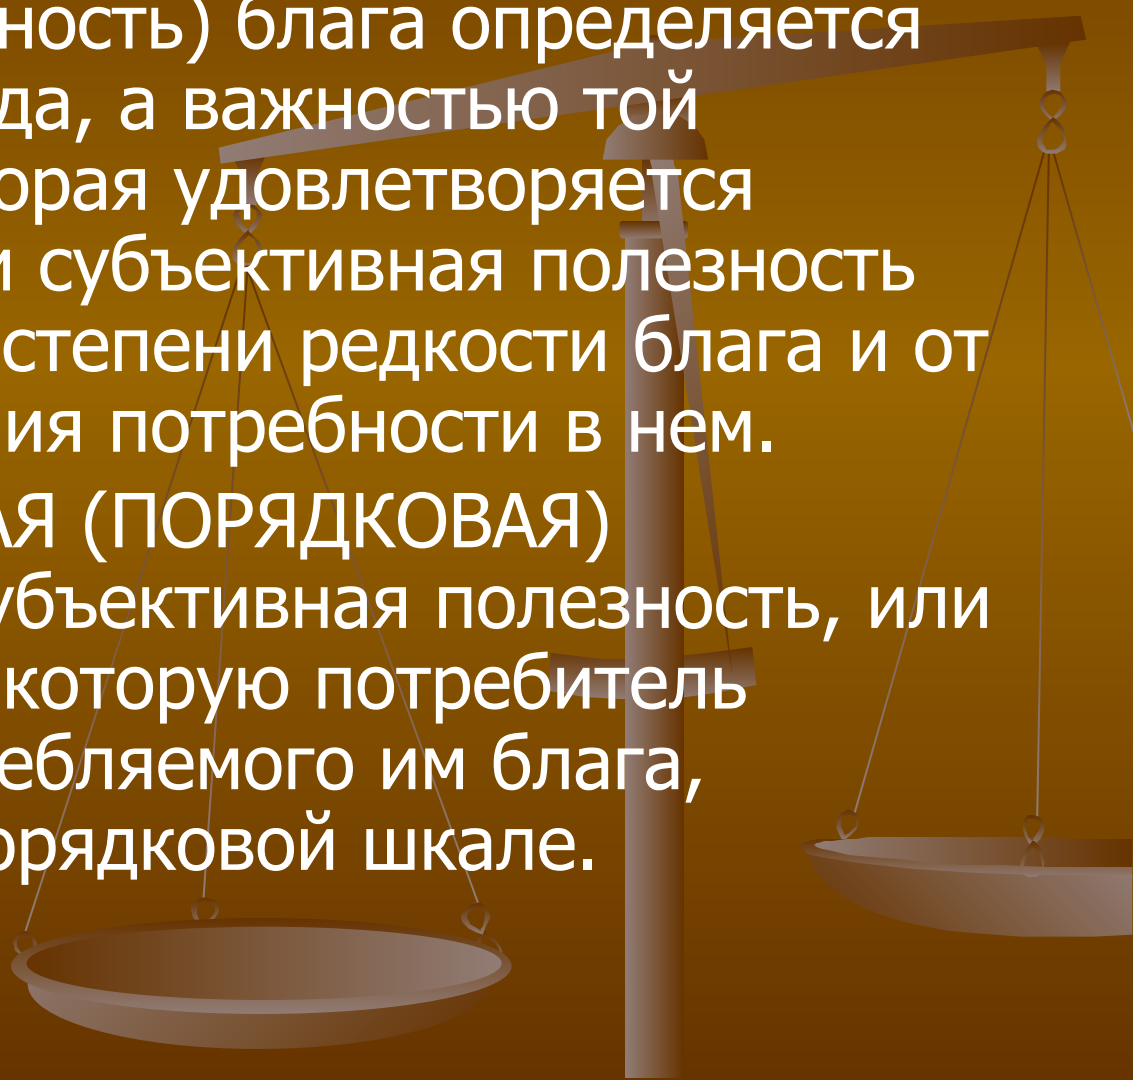 ность) блага определяется
да, а важностью той
орая удовлетворяется
и субъективная полезность
степени редкости блага и от
ия потребности в нем.
АЯ (ПОРЯДКОВАЯ)
убъективная полезность, или
которую потребитель
ебляемого им блага,
орядковой шкале.